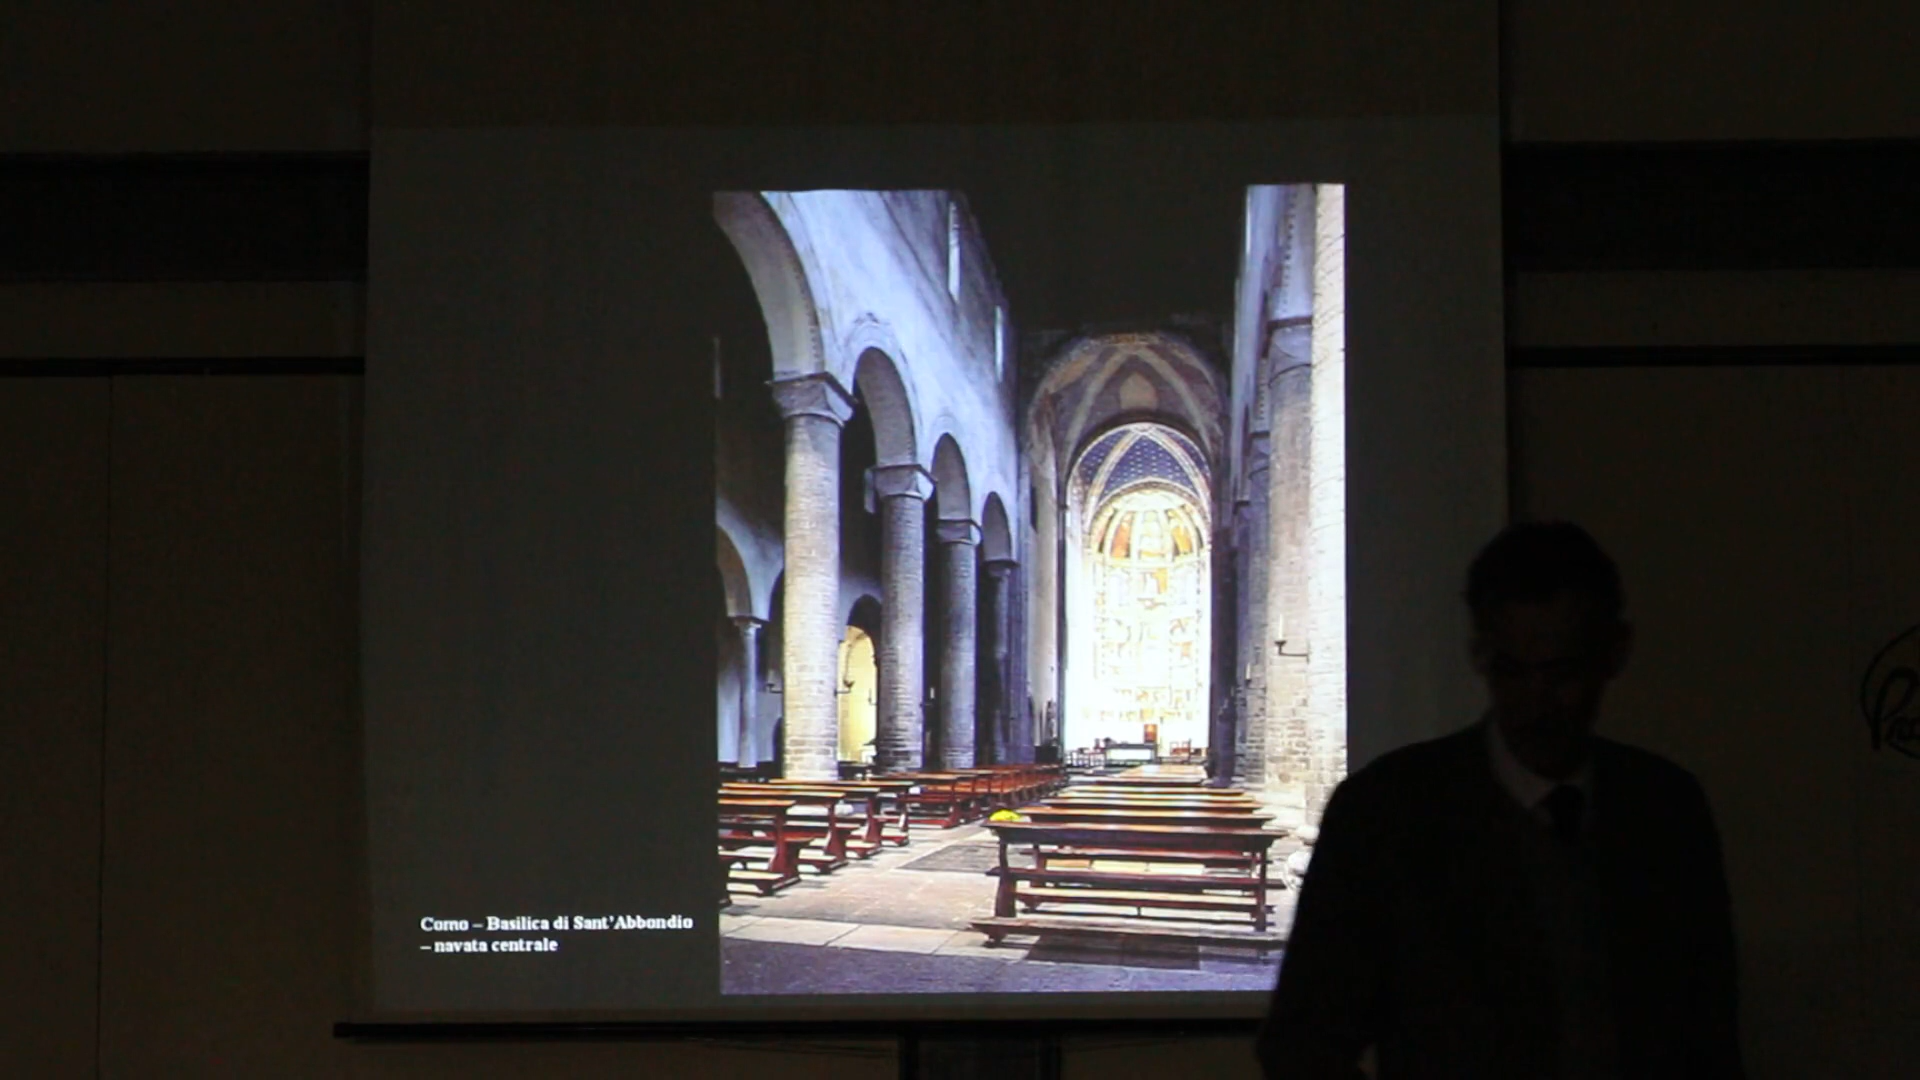 Como – Basilica di Sant'Abbondio
– navata centrale